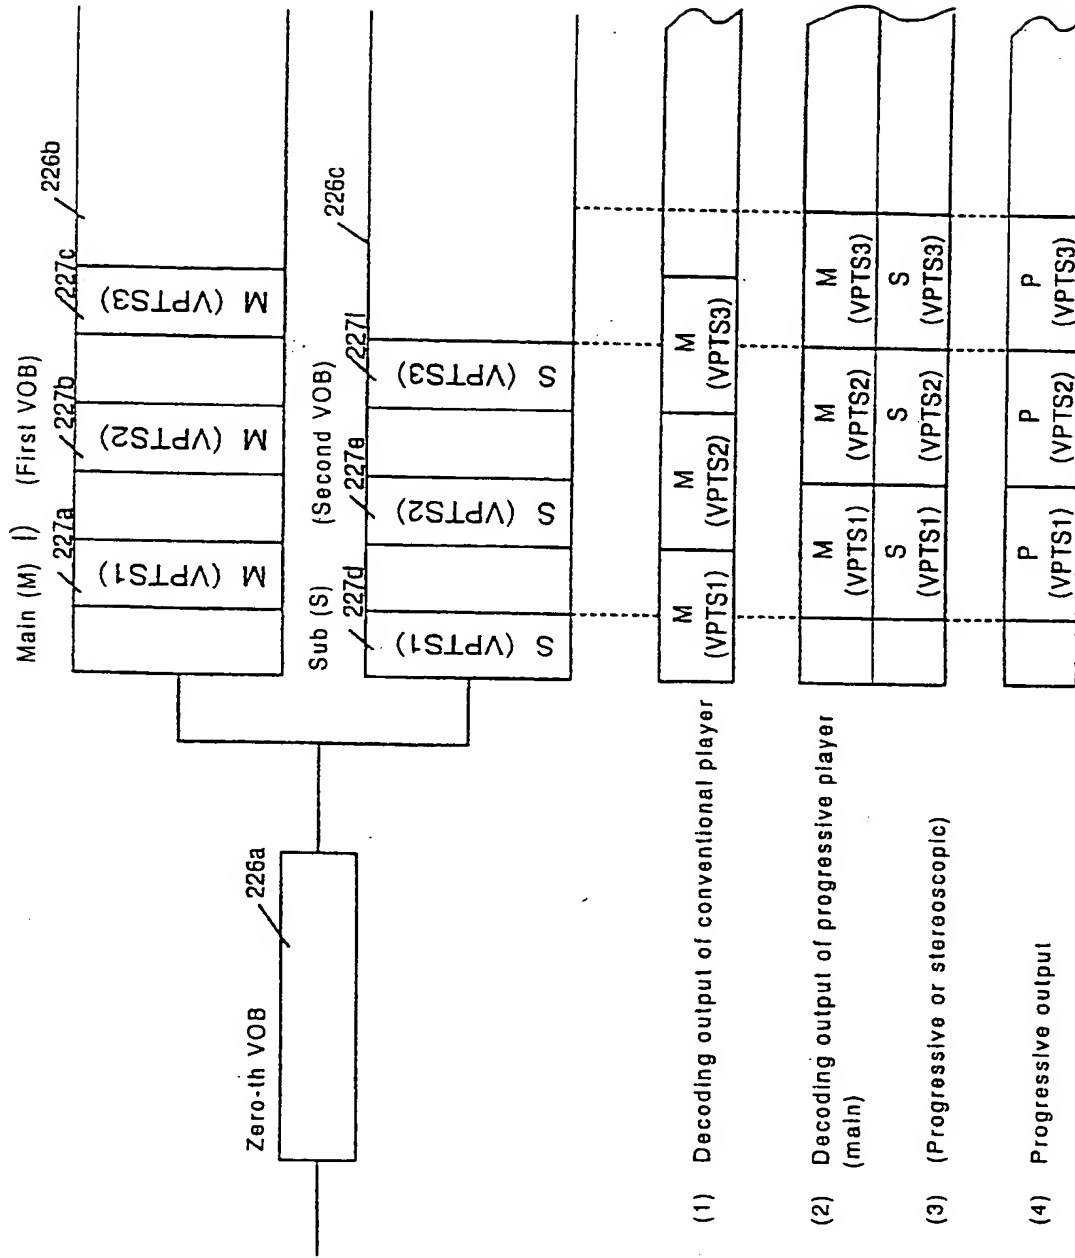 Main (M) I) (First VOB)
227a 227b 227c 226b
M (VPTS1) M (VPTS2) M (VPTS3)
Sub (S) (Second VOB)
227d 227e 227f 226c
S (VPTS1) S (VPTS2) S (VPTS3)
Zero-th VOB 226a
(1) Decoding output of conventional player
M M M
(VPTS1) (VPTS2) (VPTS3)
(2) Decoding output of progressive player
(main)
M M M
(VPTS1) (VPTS2) (VPTS3)
(3) (Progressive or stereoscopic)
S S S
(VPTS1) (VPTS2) (VPTS3)
(4) Progressive output
P P P
(VPTS1) (VPTS2) (VPTS3)